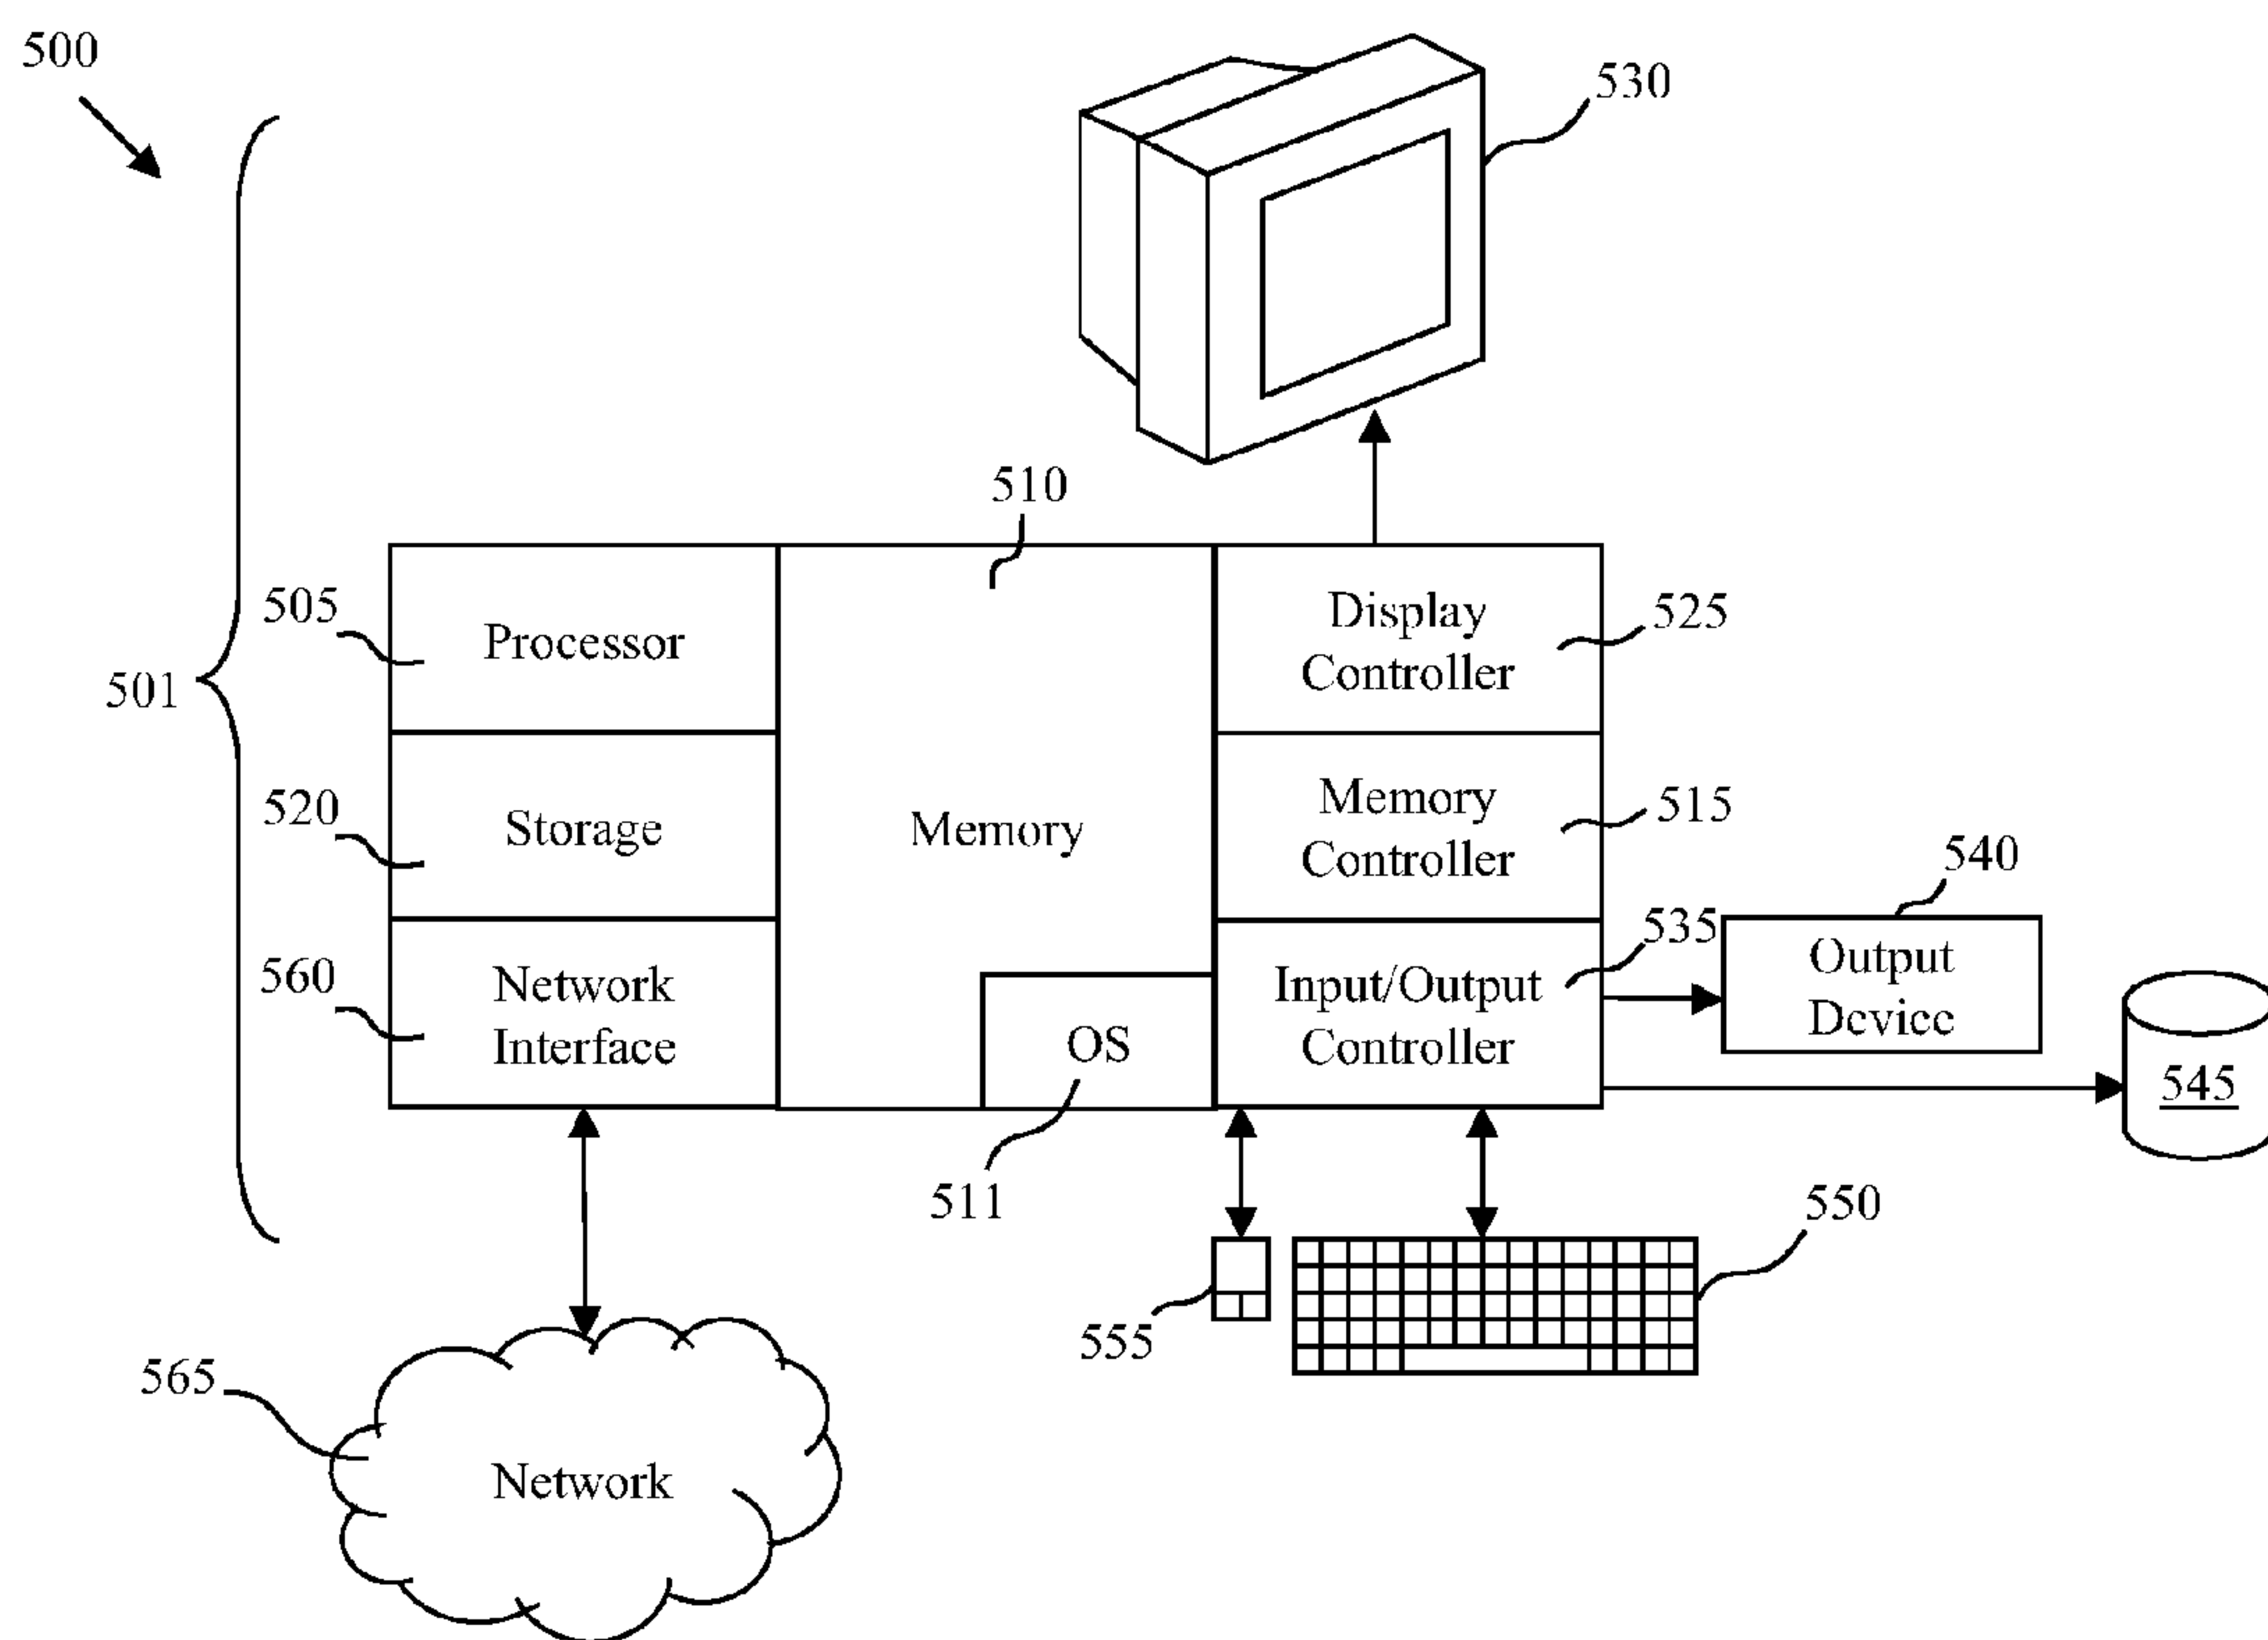 500
530
510
505
Processor
Display
Controller
525
501
520
Storage
Memory
Memory
Controller
515
540
535
560
Network
Interface
OS
Input/Output
Controller
Output
Device
545
511
550
555
565
Network